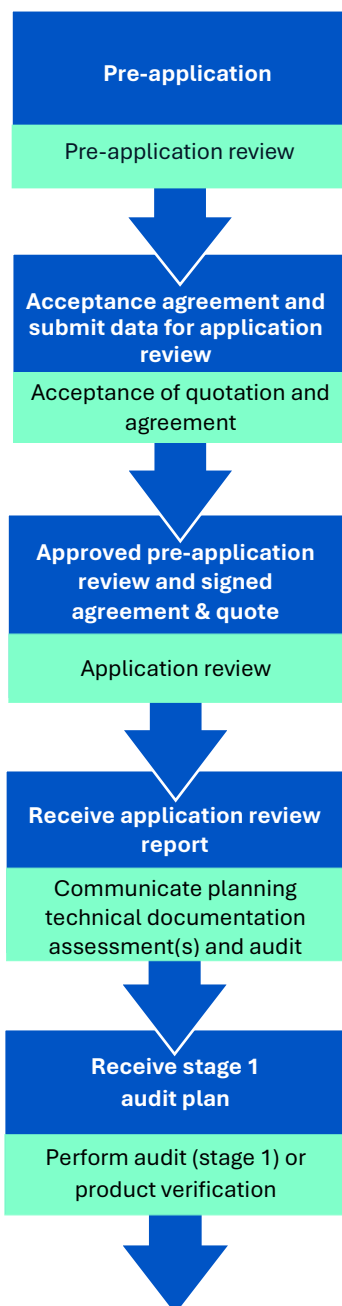 Pre-application
Pre-application review
Acceptance agreement and
submit data for application
review
Acceptance of quotation and
agreement
Approved pre-application
review and signed
agreement & quote
Application review
Receive application review
report
Communicate planning
technical documentation
assessment(s) and audit
Receive stage 1
audit plan
Perform audit (stage 1) or
product verification